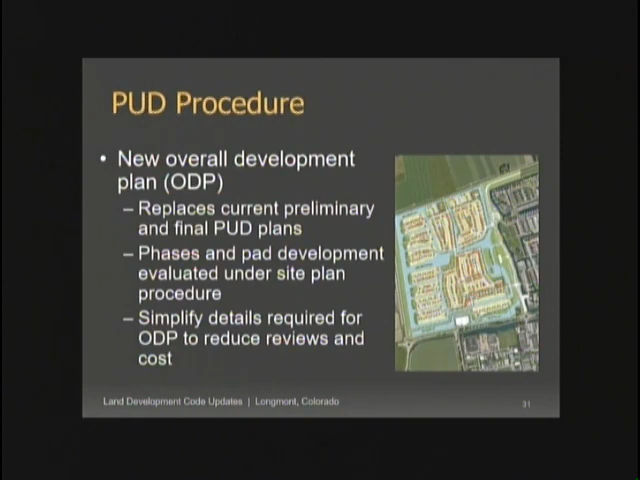 PUD Procedure
• New overall development
plan (ODP)
– Replaces current preliminary
and final PUD plans
– Phases and pad development
evaluated under site plan
procedure
– Simplify details required for
ODP to reduce reviews and
cost
Land Development Code Updates | Longmont, Colorado
31